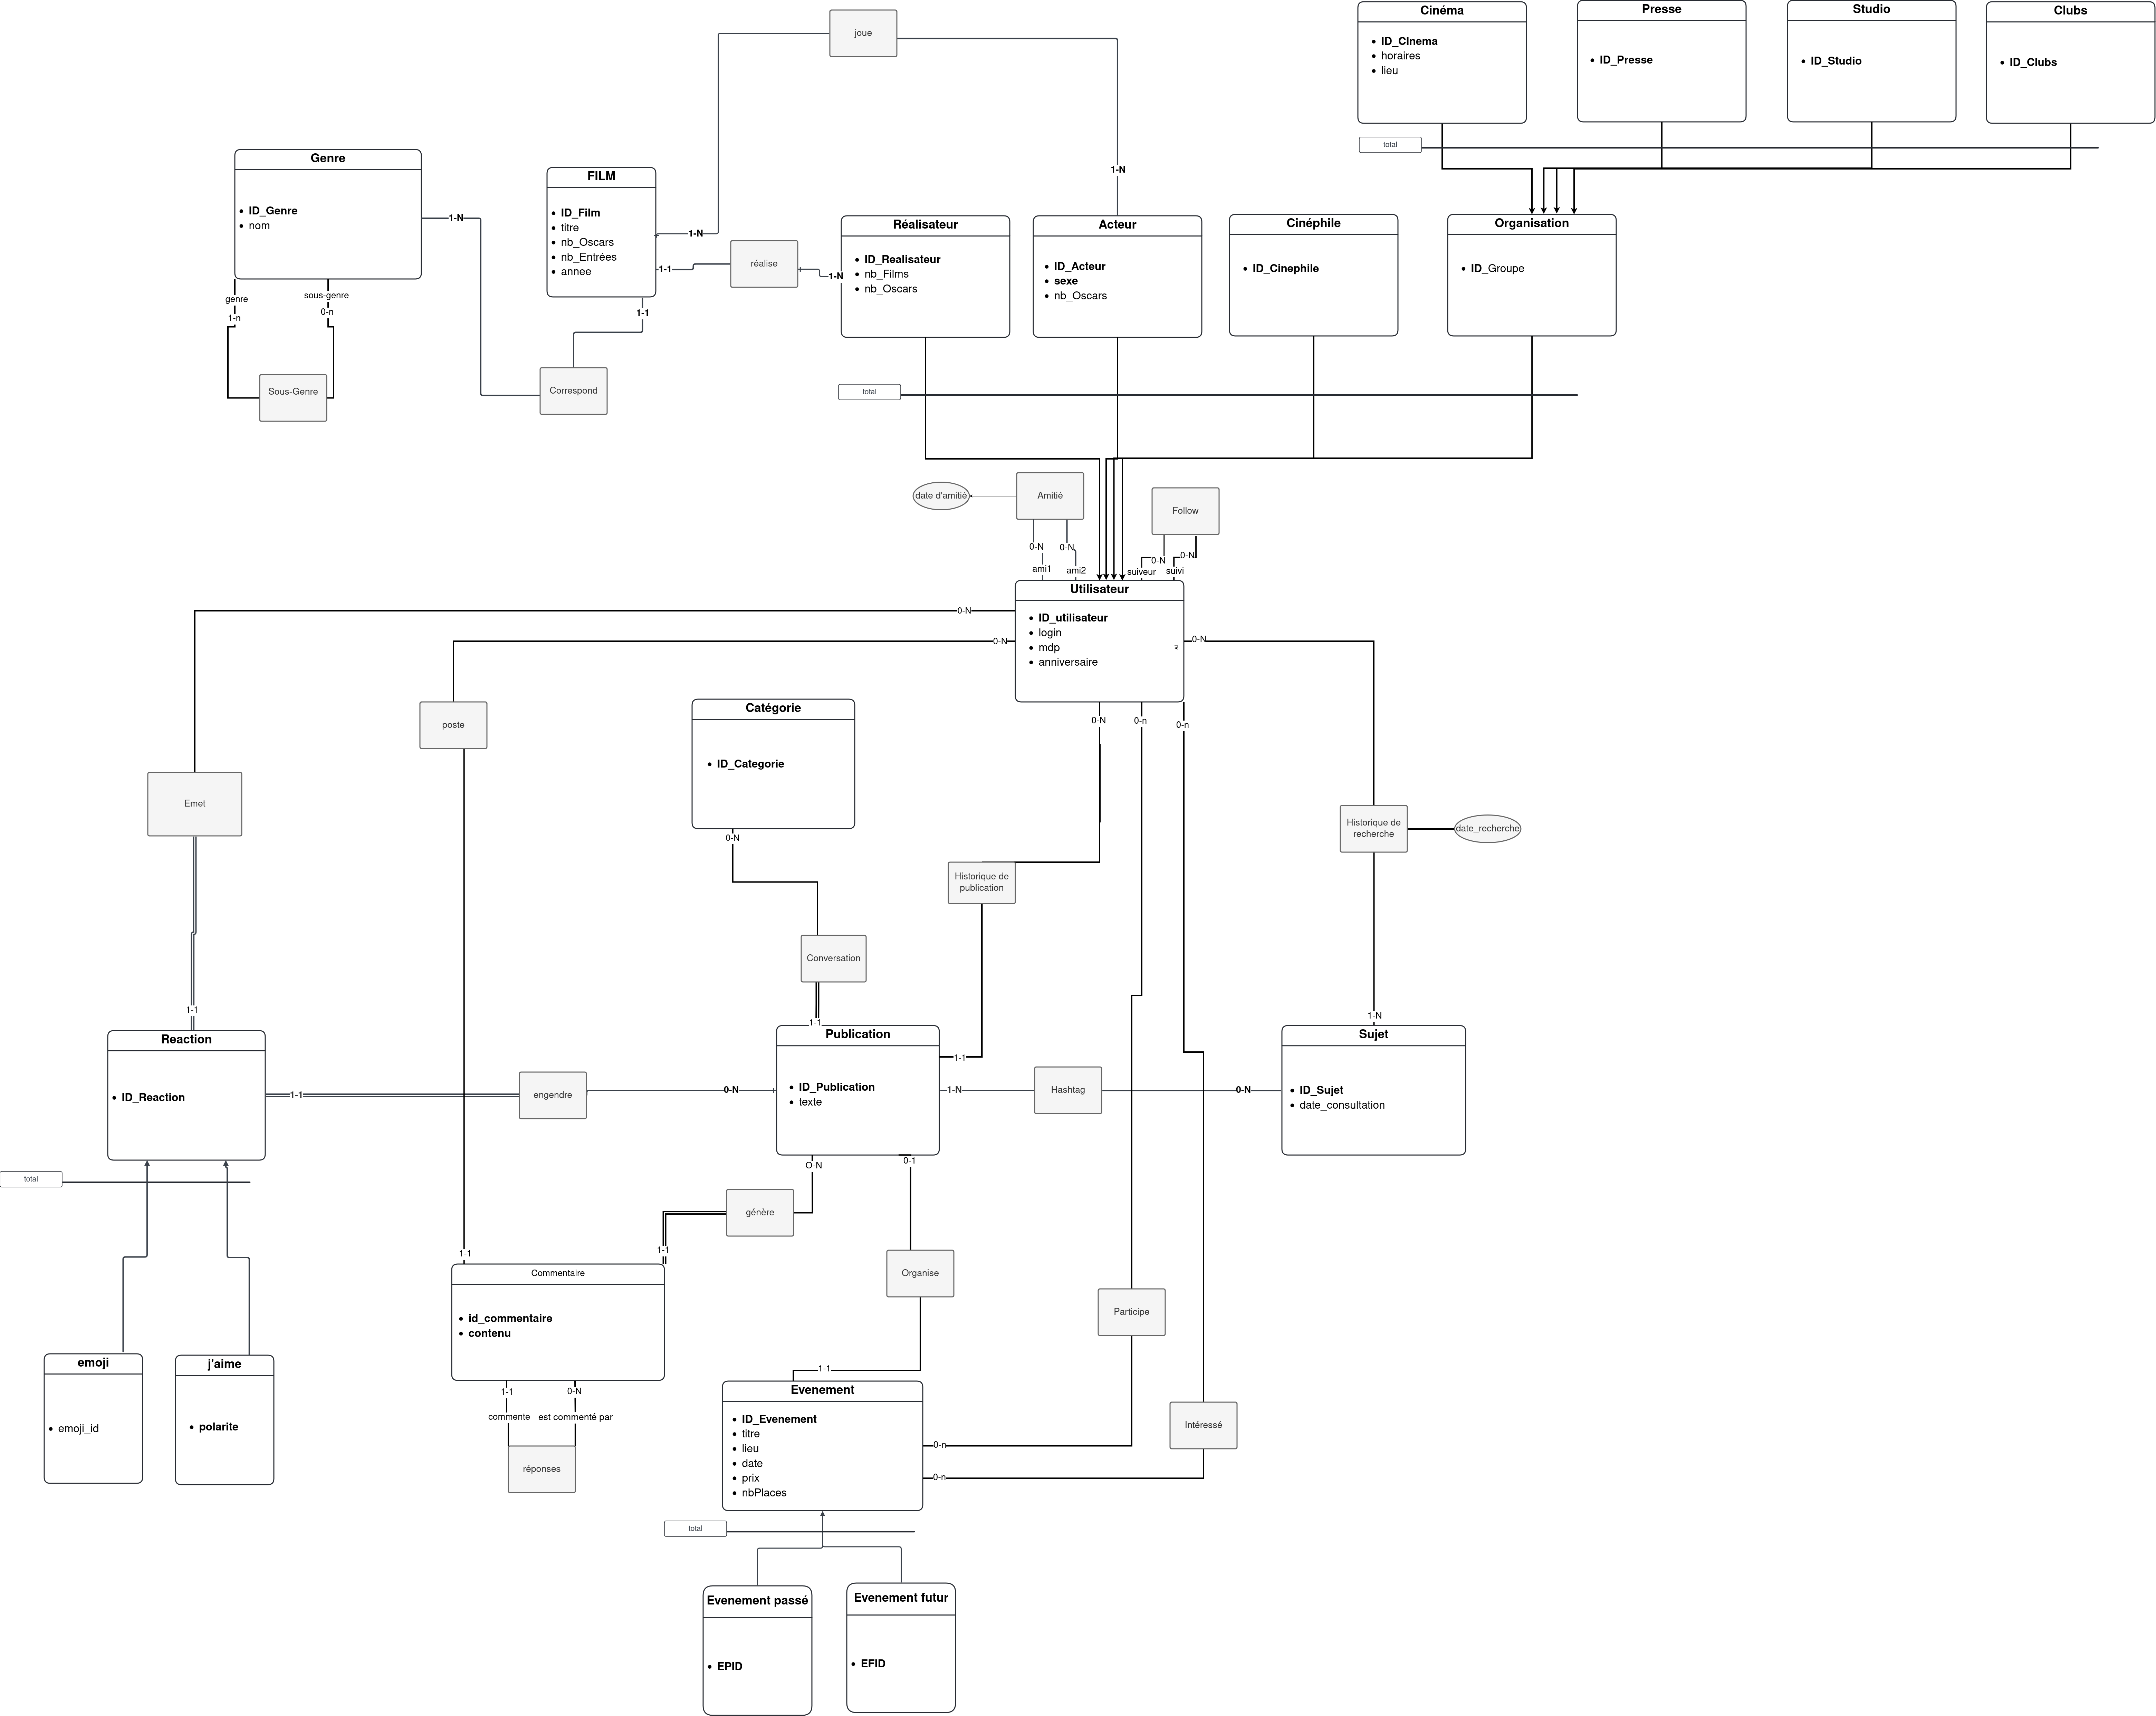 joue
Cinéma
ID_CInema
horaires
lieu
Presse
ID_Presse
Studio
ID_Studio
Clubs
ID_Clubs
total
1-N
Genre
ID_Genre
nom
1-N
genre
1-n
sous-genre
0-n
Sous-Genre
FILM
ID_Film
titre
nb_Oscars
nb_Entrées
annee
1-N
1-1
1-1
réalise
1-N
Correspond
Réalisateur
ID_Realisateur
nb_Films
nb_Oscars
Acteur
ID_Acteur
sexe
nb_Oscars
Cinéphile
ID_Cinephile
Organisation
ID_Groupe
total
date d'amitié
Amitié
Follow
0-N
0-N
0-N
0-N
ami1
ami2
suiveur
suivi
Utilisateur
ID_utilisateur
login
mdp
anniversaire
0-N
0-N
0-N
0-N
0-n
0-n
poste
Catégorie
ID_Categorie
0-N
Emet
Historique de
recherche
date_recherche
Historique de
publication
Conversation
1-1
1-1
1-N
Reaction
ID_Reaction
1-1
engendre
0-N
Publication
ID_Publication
texte
1-1
1-N
Hashtag
0-N
Sujet
ID_Sujet
date_consultation
O-N
0-1
total
génère
1-1
1-1
Organise
Commentaire
id_commentaire
contenu
Participe
1-1
emoji
emoji_id
j'aime
polarite
1-1
0-N
commente
est commenté par
réponses
Evenement
ID_Evenement
titre
lieu
date
prix
nbPlaces
0-n
0-n
Intéressé
total
Evenement passé
EPID
Evenement futur
EFID